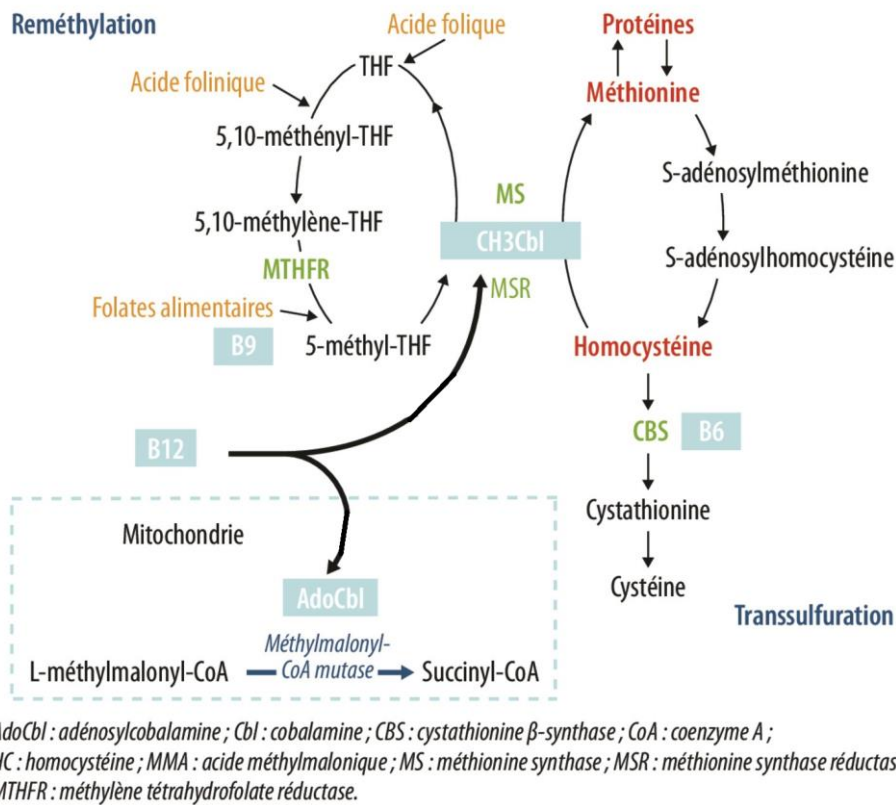 Reméthylation
Acide folique
Protéines
THF
Acide folinique
Méthionine
5,10-méthényl-THF
S-adénosylméthionine
MS
5,10-méthylène-THF
CH3Cbl
S-adénosylhomocystéine
MTHFR
MSR
Folates alimentaires
B9
5-méthyl-THF
Homocystéine
B12
CBS
B6
Cystathionine
Mitochondrie
Cystéine
AdoCbl
Transsulfuration
Méthylmalonyl-
CoA mutase
L-méthylmalonyl-CoA
Succinyl-CoA
AdoCbl : adénosylcobalamine ; Cbl : cobalamine ; CBS : cystathionine β-synthase ; CoA : coenzyme A ;
HC : homocystéine ; MMA : acide méthylmalonique ; MS : méthionine synthase ; MSR : méthionine synthase réductas
MTHFR : méthylène tétrahydrofolate réductase.